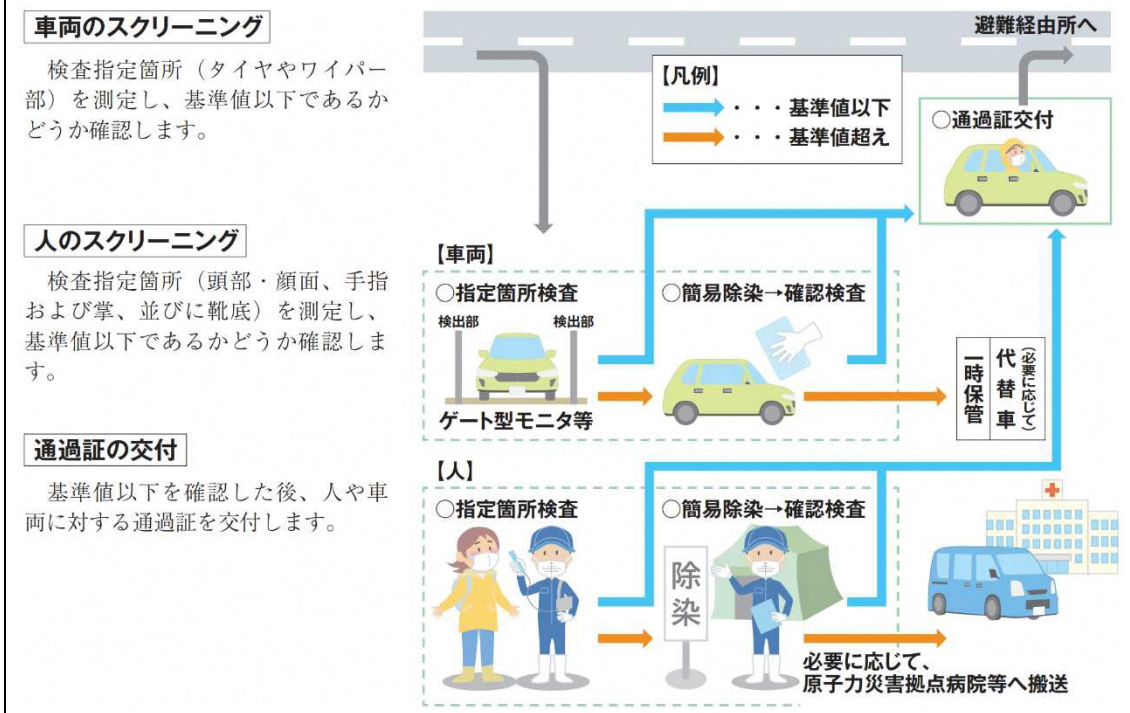 車両のスクリーニング
検査指定箇所（タイヤやワイパー
部）を測定し、基準値以下であるか
どうか確認します。
人のスクリーニング
検査指定箇所（頭部・顔面、手指
および掌、並びに靴底）を測定し、
基準値以下であるかどうか確認しま
す。
通過証の交付
基準値以下を確認した後、人や車
両に対する通過証を交付します。
避難経由所へ
【凡例】
・・・基準値以下
・・・基準値超え
○通過証交付
【車両】
○指定箇所検査
検出部
検出部
ゲート型モニタ等
○簡易除染→確認検査
（必要に応じて）
代替車
一時保管
【人】
○指定箇所検査
○簡易除染→確認検査
除染
必要に応じて、
原子力災害拠点病院等へ搬送